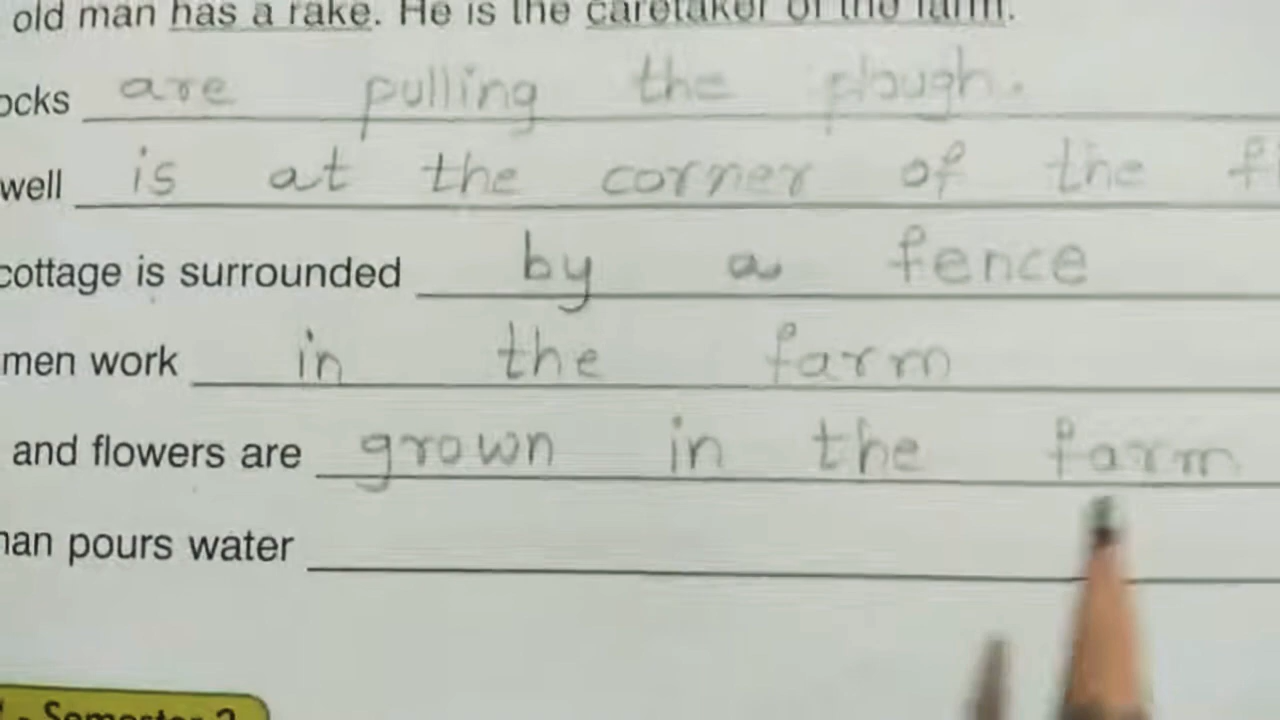 old man has a rake. He is the caretaker of the farm.
ocks are pulling the plough.
well is at the corner of the
cottage is surrounded by a fence
men work in the farm
and flowers are grown in the farm
pours water
Semester 2